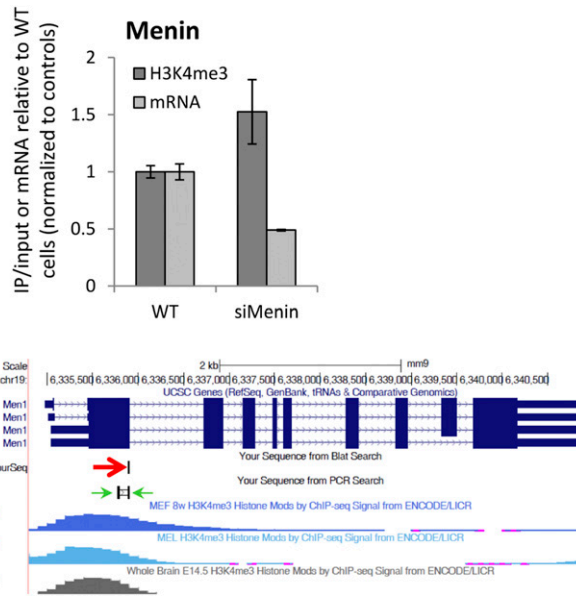 Menin
IP/input or mRNA relative to WT
cells (normalized to controls)
2
1.5
1
0.5
0
H3K4me3
mRNA
WT
siMenin
Scale
2 kb
mm9
chr19:
6,335,500
6,336,000
6,336,500
6,337,000
6,337,500
6,338,000
6,338,500
6,339,000
6,339,500
6,340,000
6,340,500
UCSC Genes (RefSeq, GenBank, tRNAs & Comparative Genomics)
Men1
Men1
Men1
Men1
Your Sequence from Blat Search
ourSeq
Your Sequence from PCR Search
MEF 8w H3K4me3 Histone Mods by ChIP-seq Signal from ENCODE/LICR
MEL H3K4me3 Histone Mods by ChIP-seq Signal from ENCODE/LICR
Whole Brain E14.5 H3K4me3 Histone Mods by ChIP-seq Signal from ENCODE/LICR